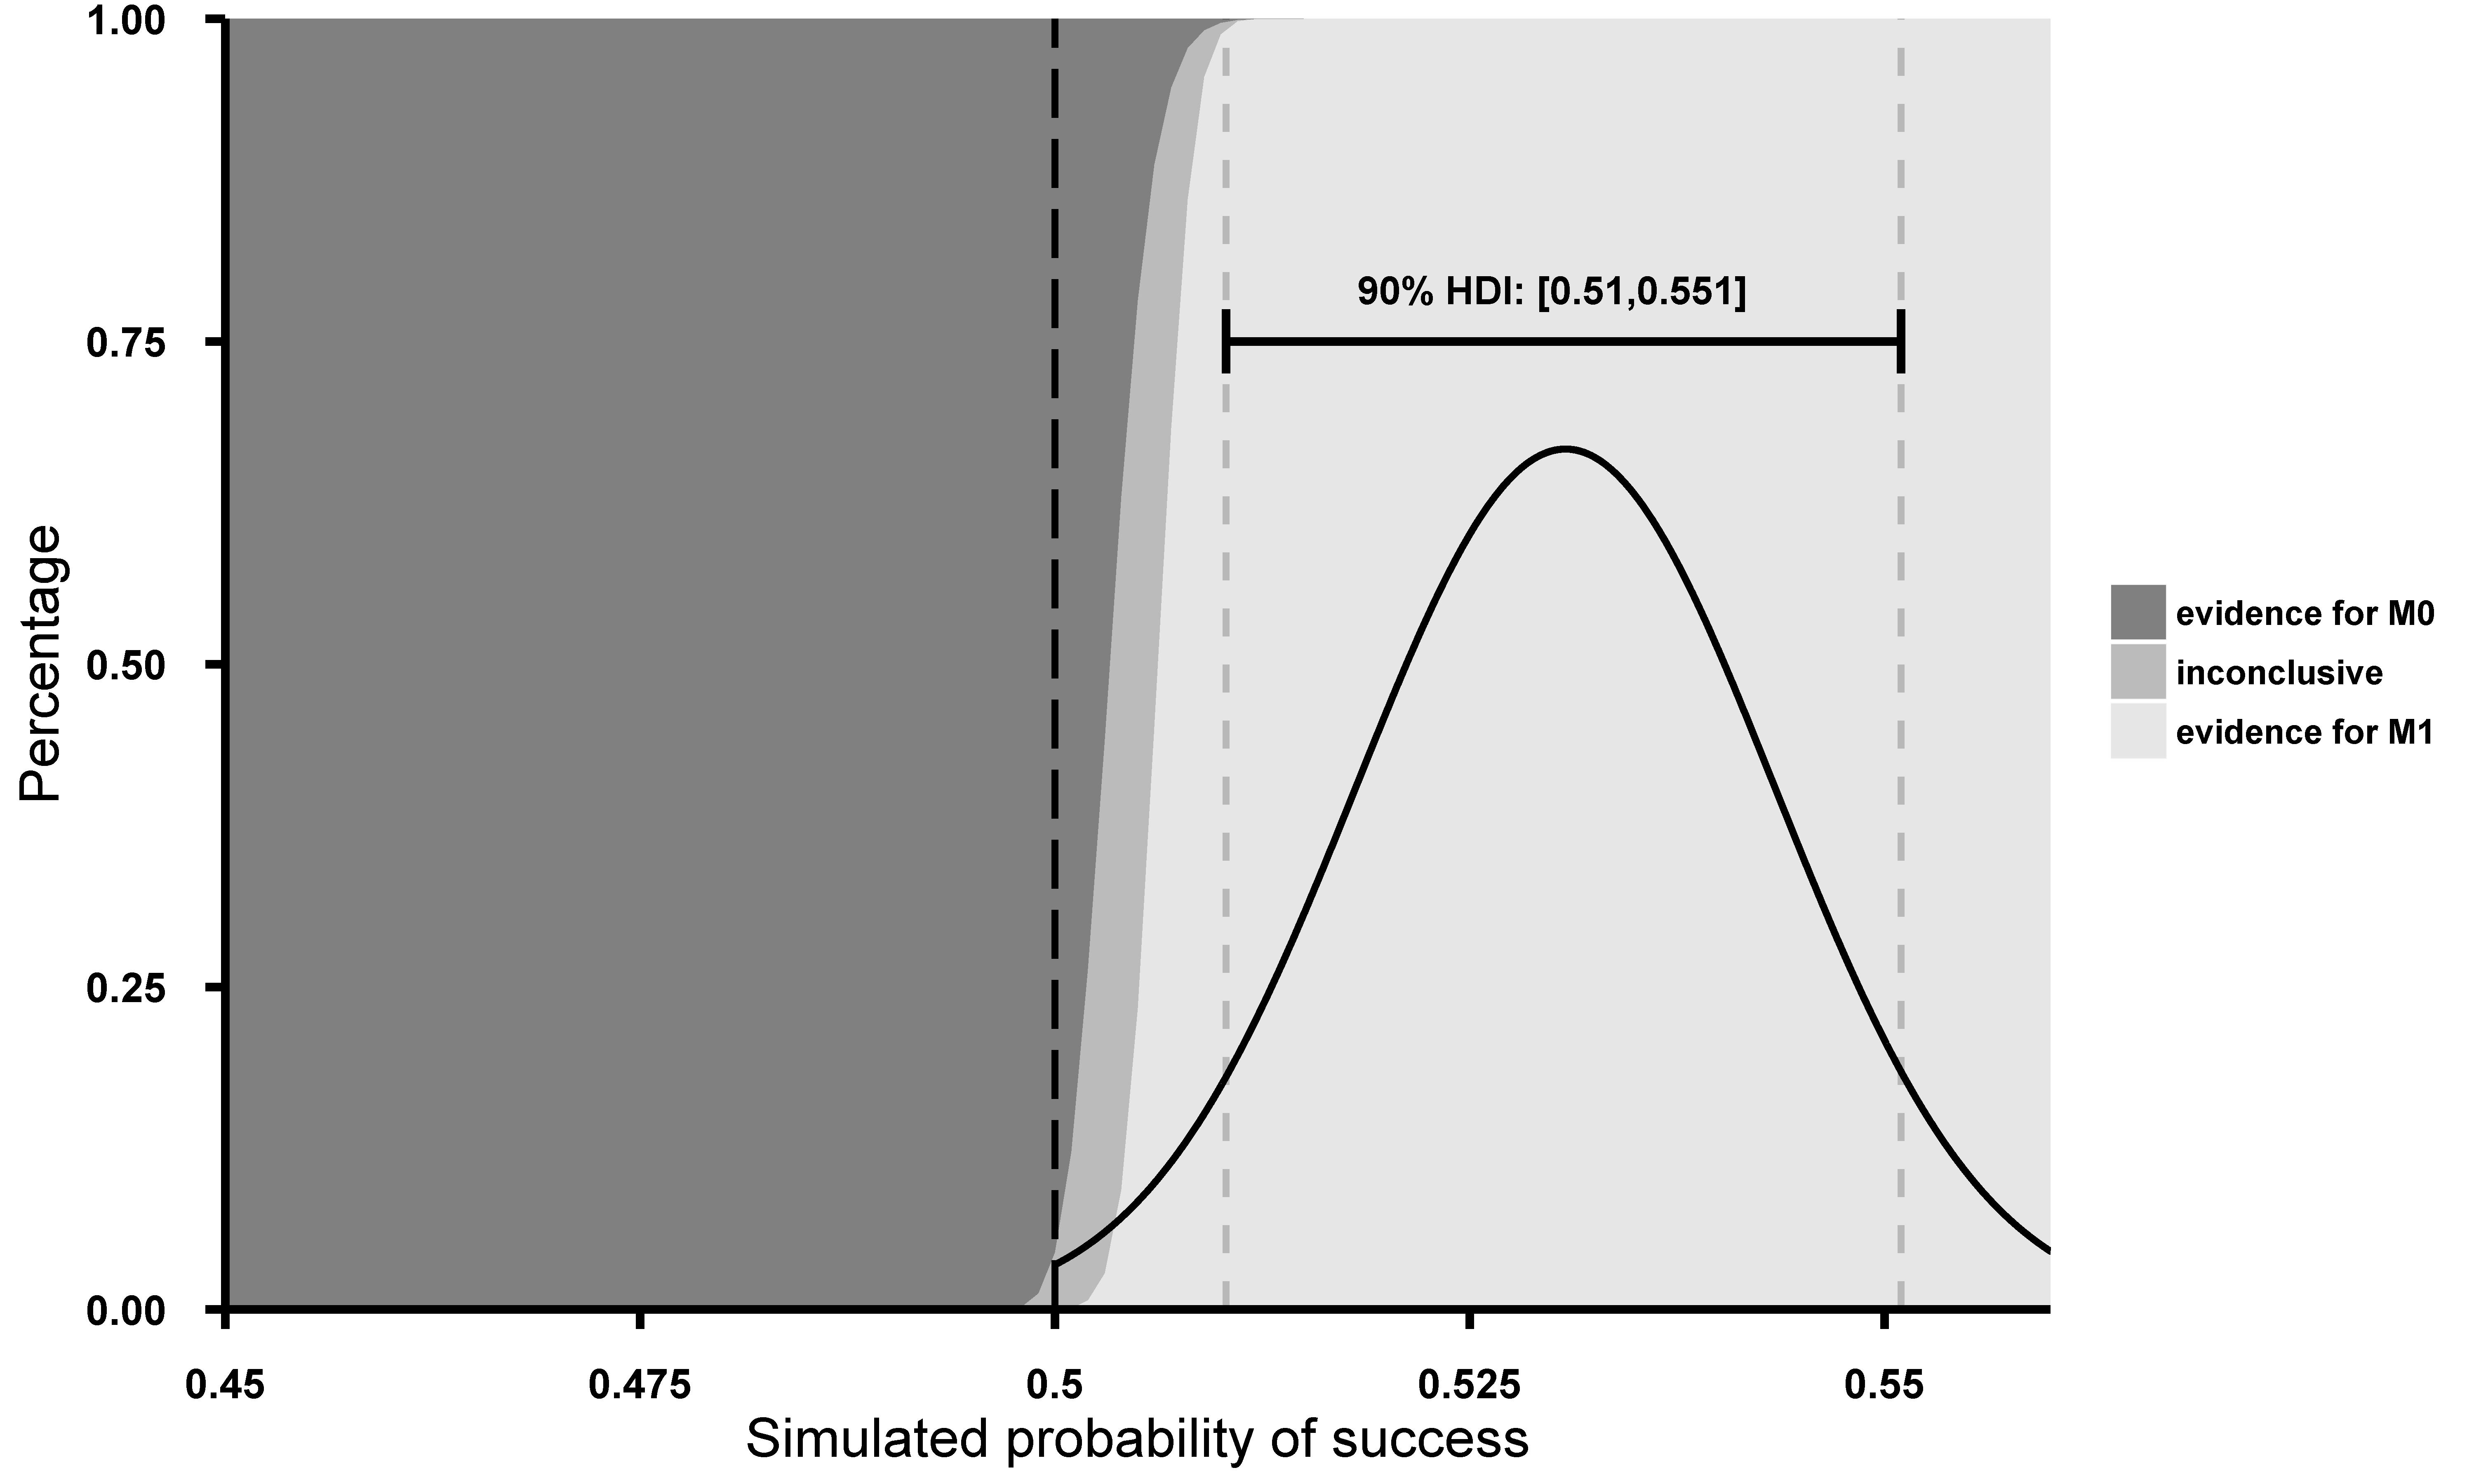 1.00
0.75
0.50
0.25
0.00
Percentage
90% HDI: [0.51,0.551]
evidence for M0
inconclusive
evidence for M1
0.45 0.475 0.5 0.525 0.55
Simulated probability of success